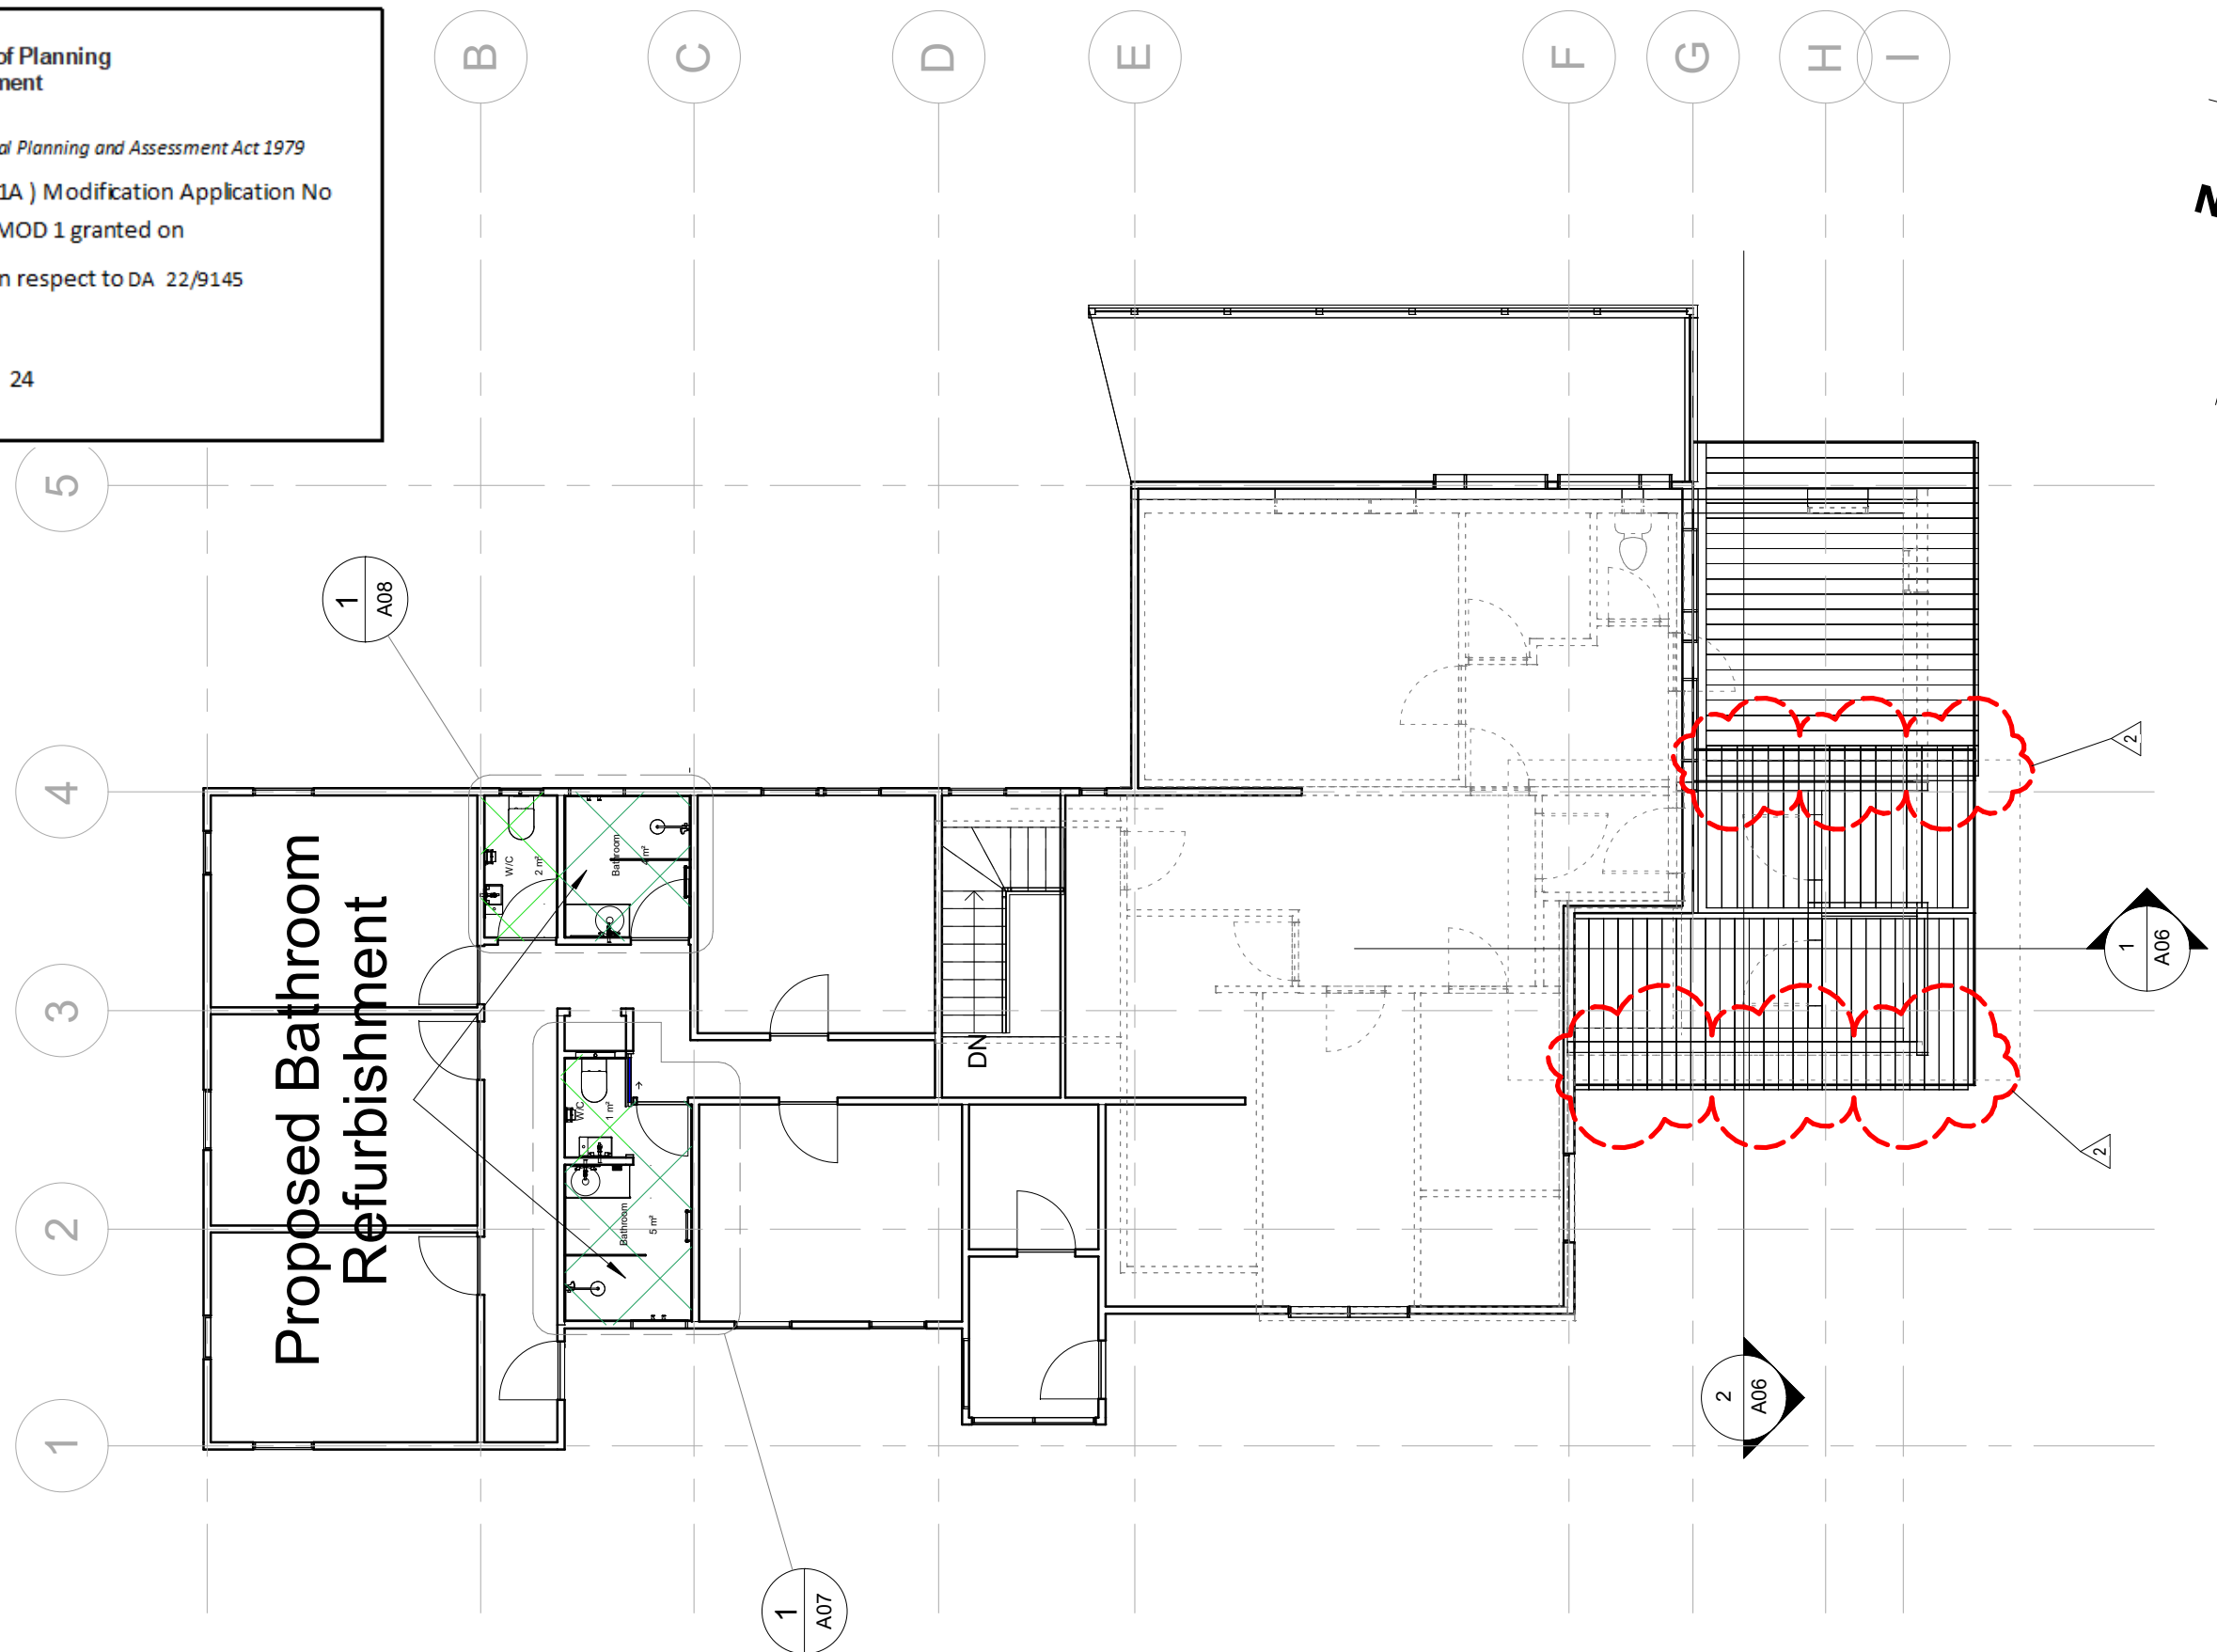 of Planning
ment
al Planning and Assessment Act 1979
1A ) Modification Application No
MOD 1 granted on
n respect to DA 22/9145
24
B
C
D
E
F
G
H
I
N
5
4
3
2
1
1
A08
W/C
2 m²
Bathroom
4 m²
Proposed Bathroom
Refurbishment
DN
W/C
1 m²
Bathroom
5 m²
2
2
1
A06
2
A06
1
A07